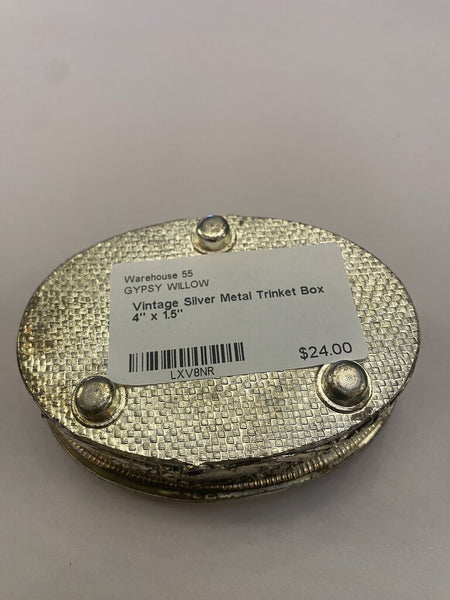 Warehouse 55
GYPSY WILLOW
Vintage Silver Metal Trinket Box
4" x 1.5"
$24.00
LXV8NR